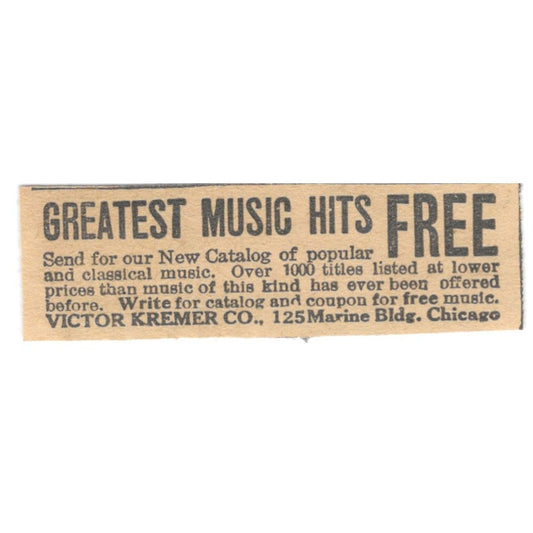 GREATEST MUSIC HITS FREE
Send for our New Catalog of popular
and classical music. Over 1000 titles listed at lower
prices than music of this kind has ever been offered
before. Write for catalog and coupon for free music.
VICTOR KREMER CO., 125 Marine Bldg. Chicago